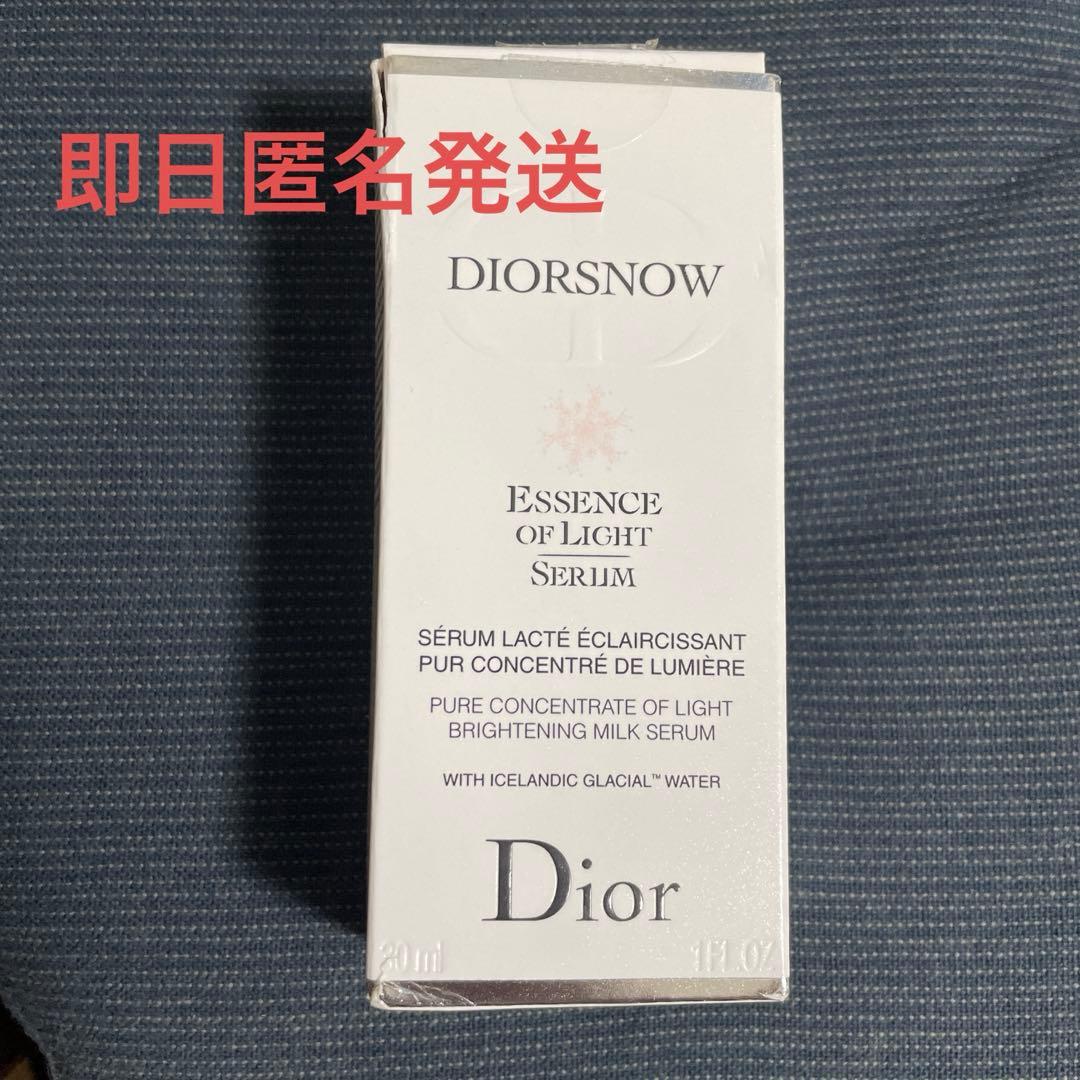 即日匿名発送
DIORSNOW
ESSENCE
OF LIGHT
SERUM
SÉRUM LACTÉ ÉCLAIRCISSANT
PUR CONCENTRÉ DE LUMIÈRE
PURE CONCENTRATE OF LIGHT
BRIGHTENING MILK SERUM
WITH ICELANDIC GLACIAL™ WATER
Dior
30 ml 1 FL. OZ